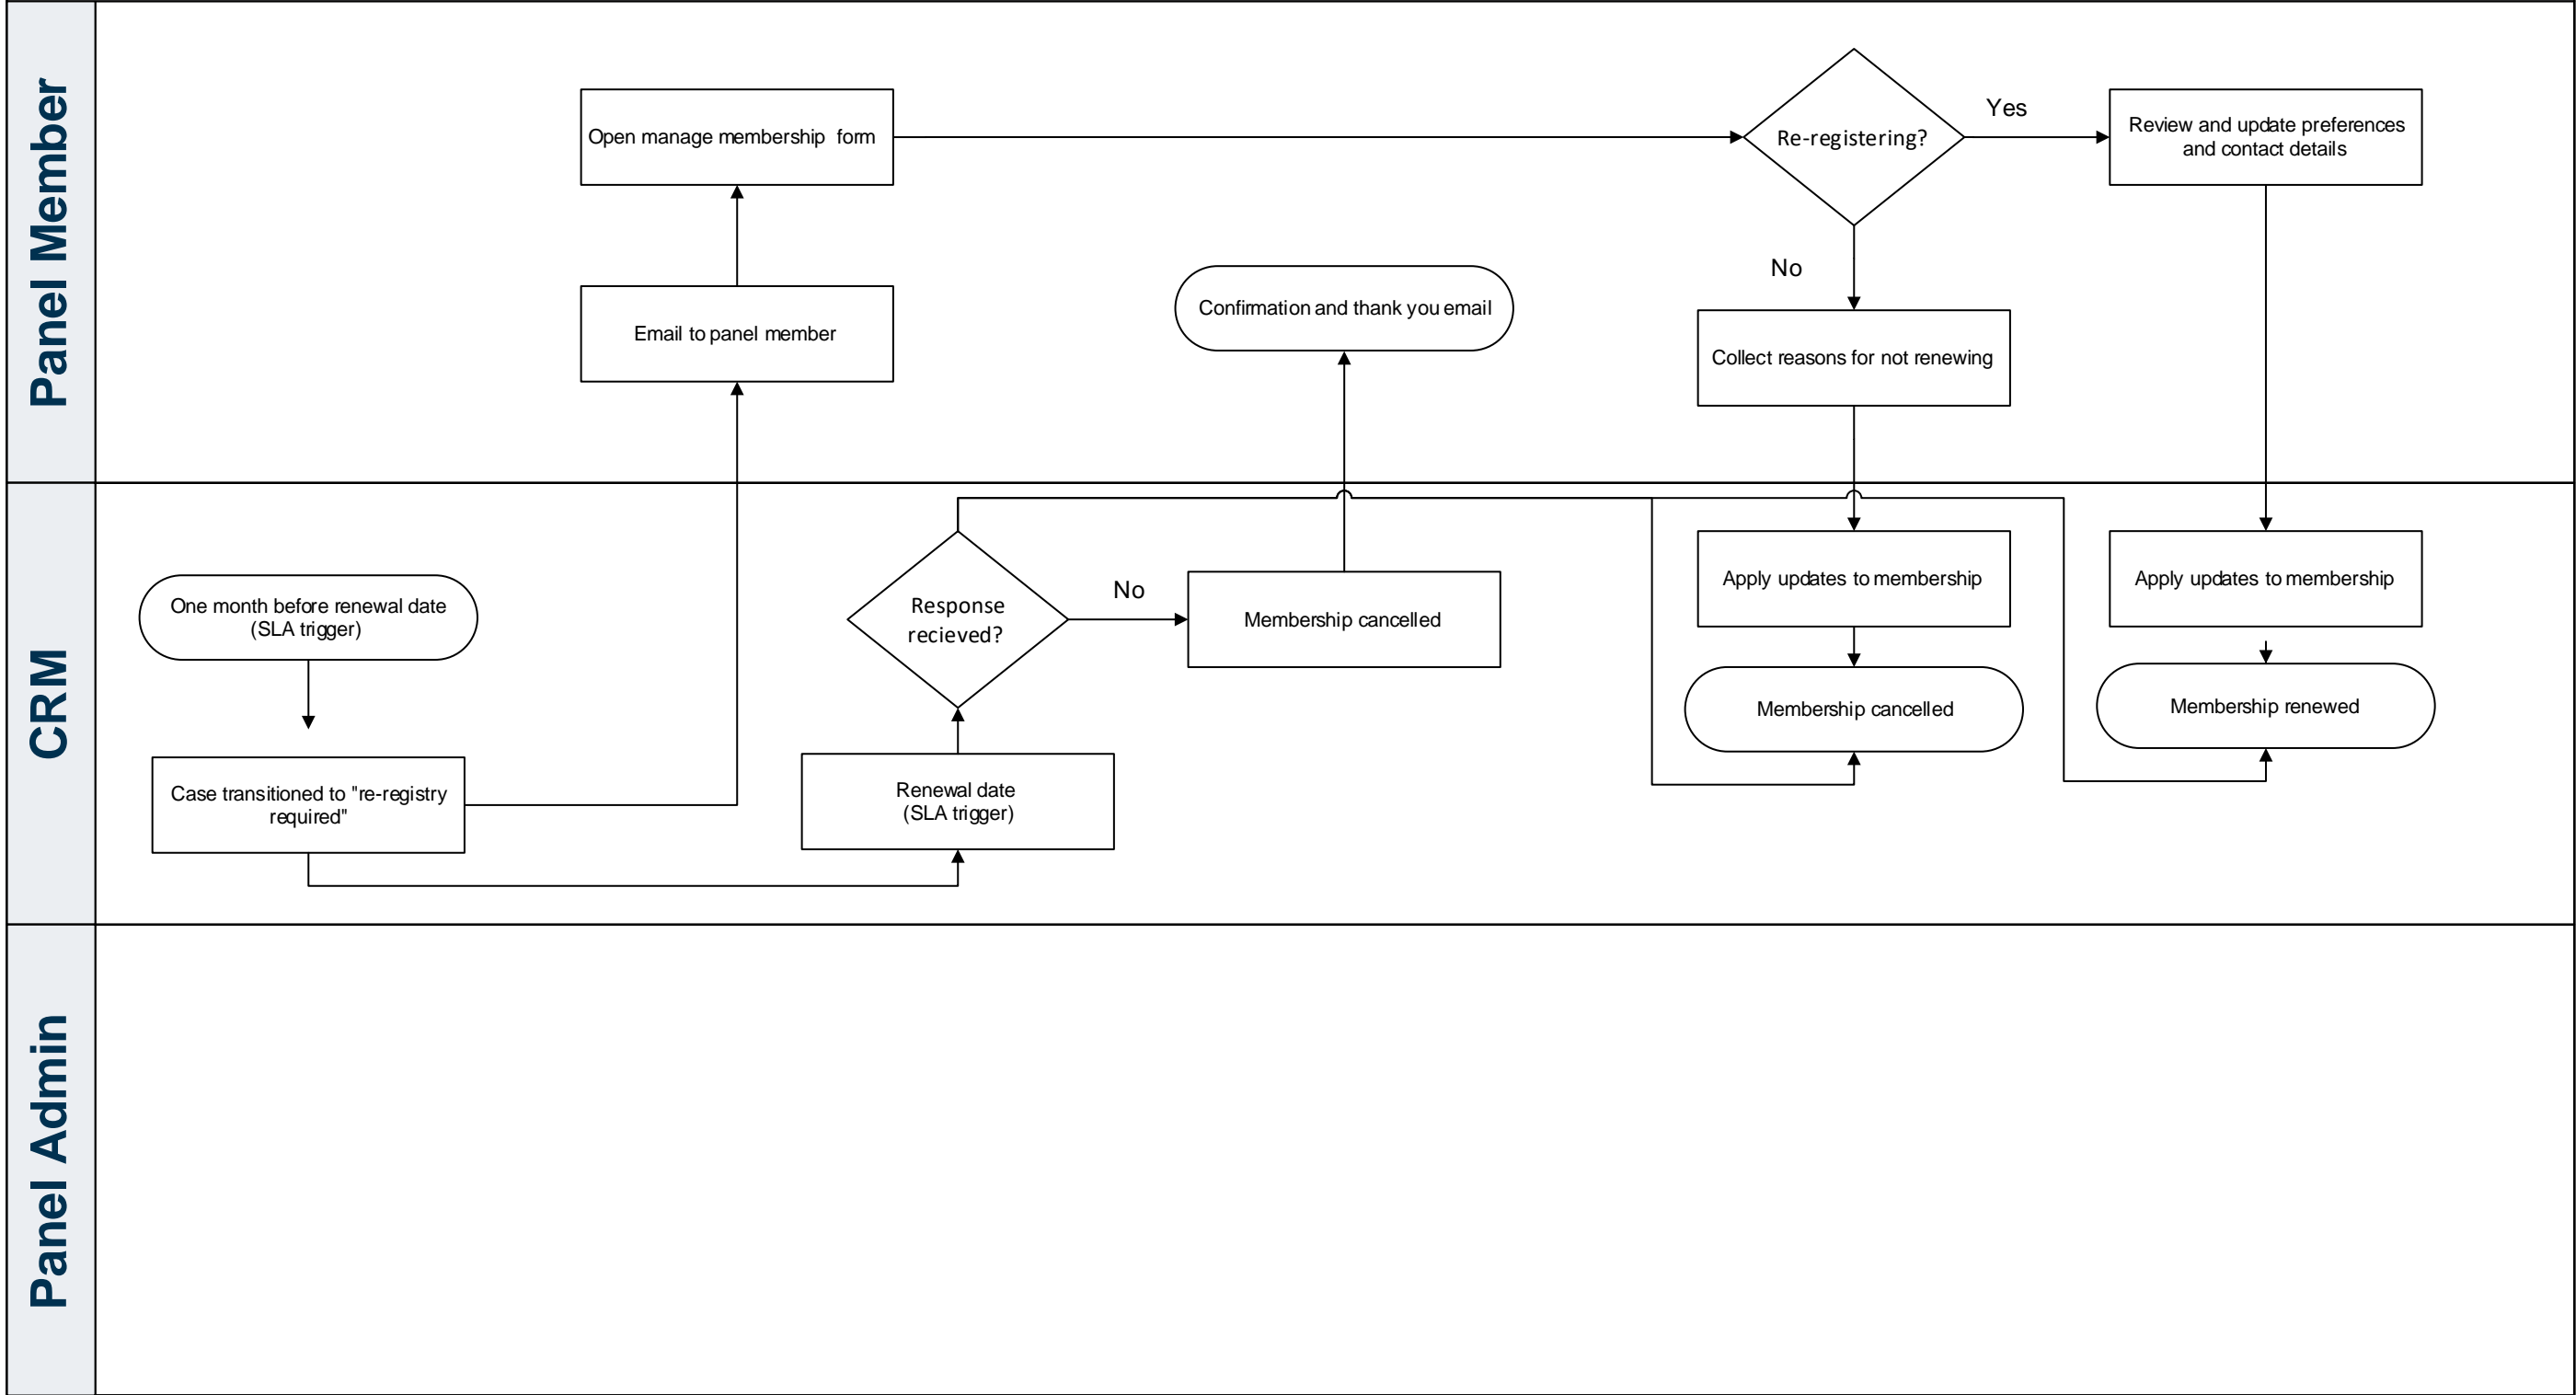 Panel Member
Open manage membership form
Re-registering?
Yes
Review and update preferences
and contact details
No
Confirmation and thank you email
Email to panel member
Collect reasons for not renewing
CRM
One month before renewal date
(SLA trigger)
Response
recieved?
No
Membership cancelled
Apply updates to membership
Apply updates to membership
Membership cancelled
Membership renewed
Case transitioned to "re-registry
required"
Renewal date
(SLA trigger)
Panel Admin